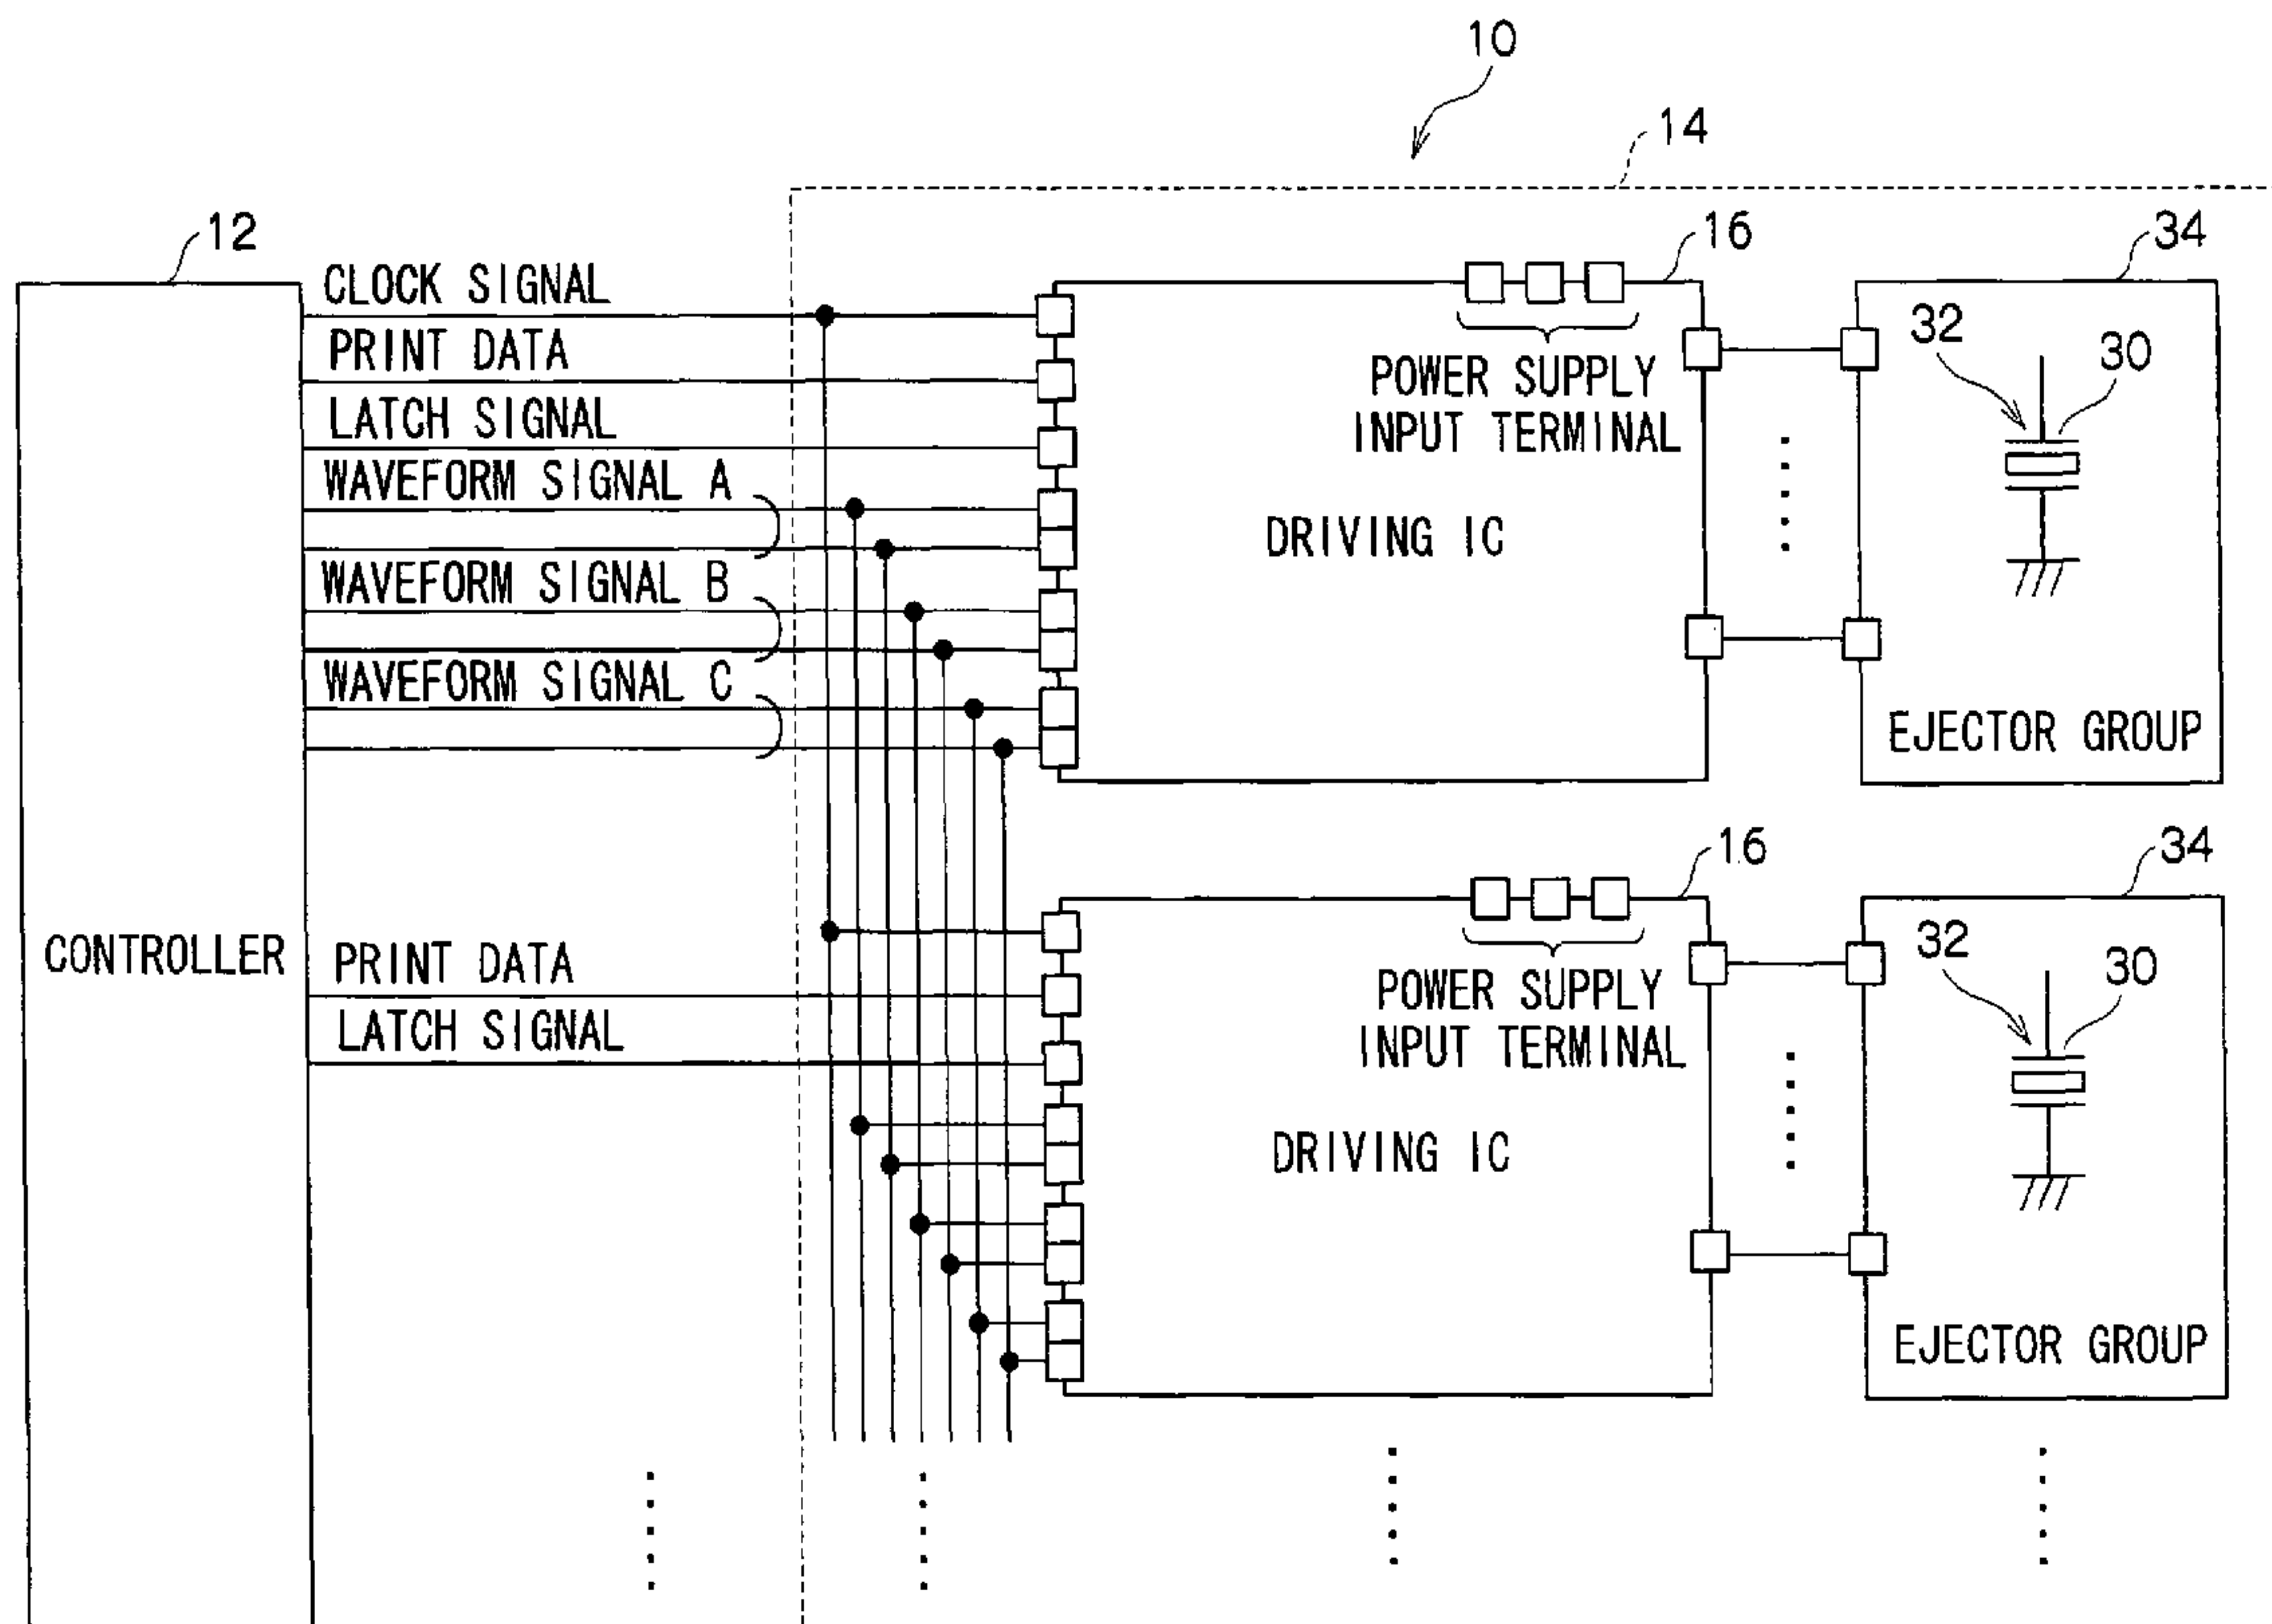 10
14
12
16
34
CLOCK SIGNAL
PRINT DATA
LATCH SIGNAL
WAVEFORM SIGNAL A
WAVEFORM SIGNAL B
WAVEFORM SIGNAL C
POWER SUPPLY
INPUT TERMINAL
DRIVING IC
32
30
EJECTOR GROUP
16
34
CONTROLLER
PRINT DATA
LATCH SIGNAL
POWER SUPPLY
INPUT TERMINAL
DRIVING IC
32
30
EJECTOR GROUP